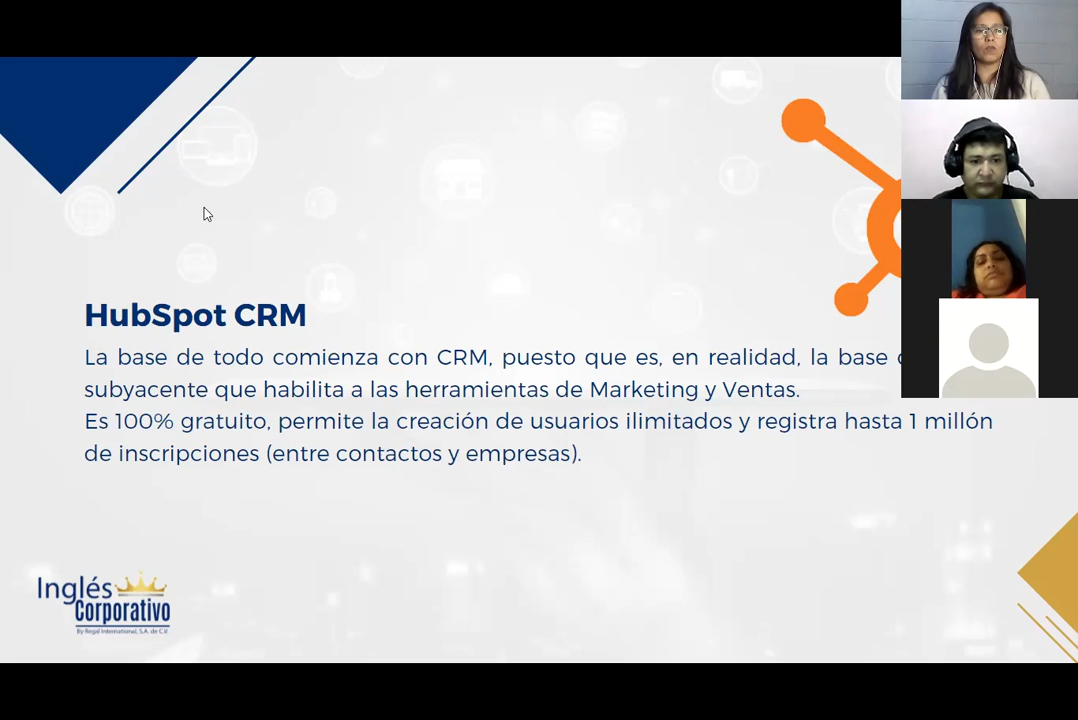 HubSpot CRM
La base de todo comienza con CRM, puesto que es, en realidad, la base
subyacente que habilita a las herramientas de Marketing y Ventas.
Es 100% gratuito, permite la creación de usuarios ilimitados y registra hasta 1 millón
de inscripciones (entre contactos y empresas).
Inglés
Corporativo
By Regal International, S.A. de C.V.